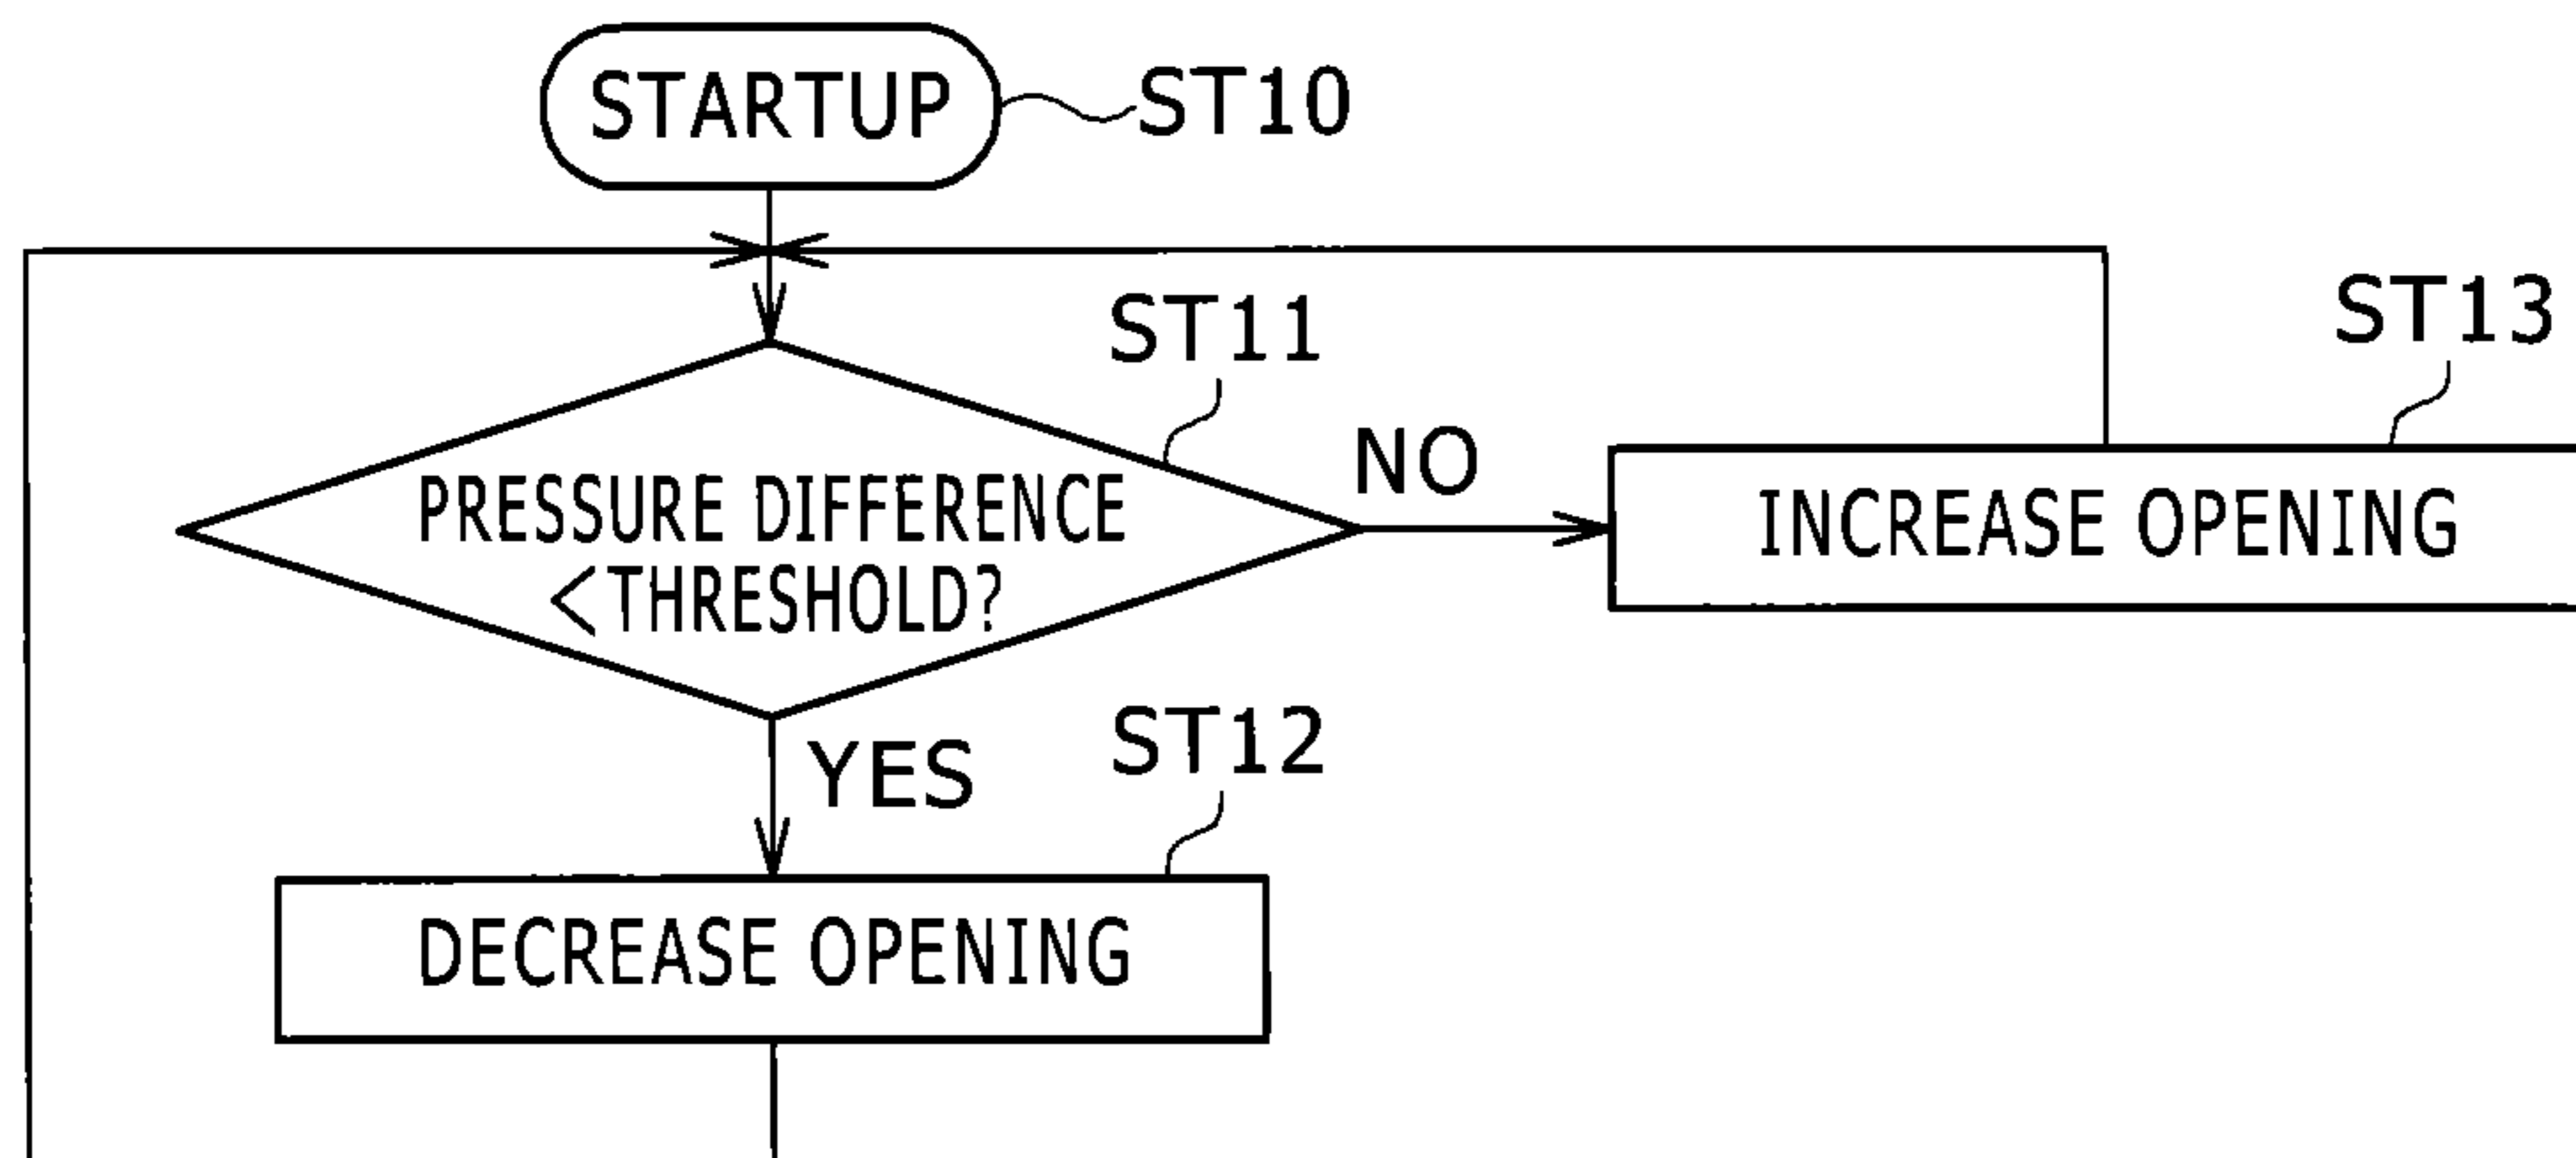 STARTUP
ST10
ST11
ST13
PRESSURE DIFFERENCE
<THRESHOLD?
NO
INCREASE OPENING
YES
ST12
DECREASE OPENING